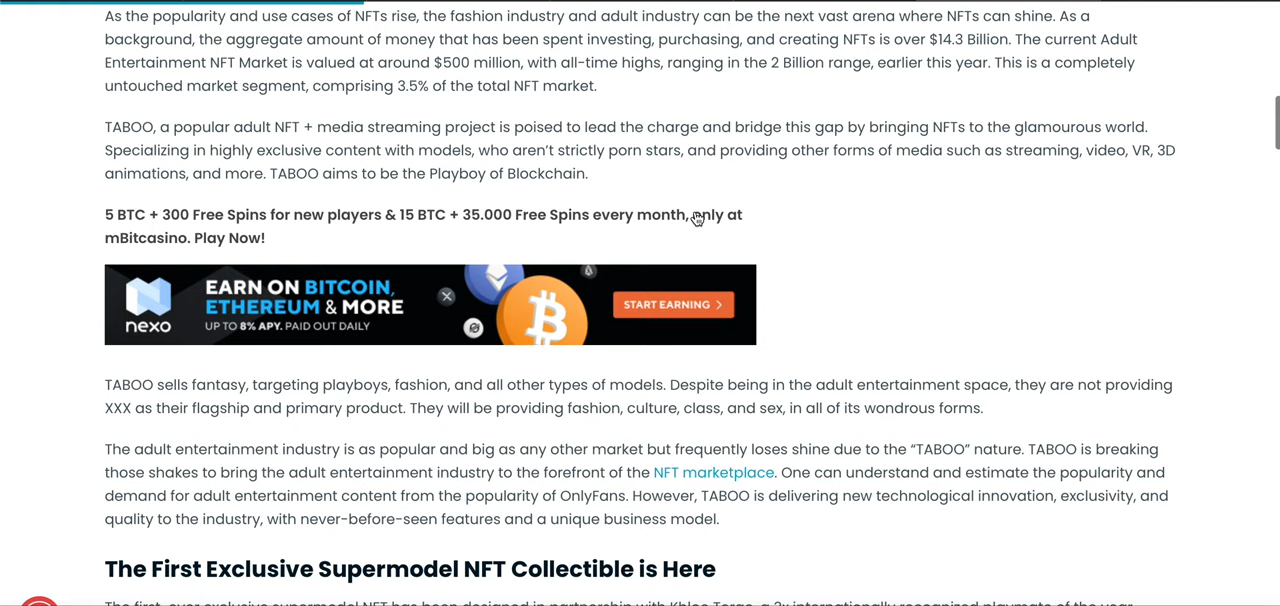 As the popularity and use cases of NFTs rise, the fashion industry and adult industry can be the next vast arena where NFTs can shine. As a
background, the aggregate amount of money that has been spent investing, purchasing, and creating NFTs is over $14.3 Billion. The current Adult
Entertainment NFT Market is valued at around $500 million, with all-time highs, ranging in the 2 Billion range, earlier this year. This is a completely
untouched market segment, comprising 3.5% of the total NFT market.
TABOO, a popular adult NFT + media streaming project is poised to lead the charge and bridge this gap by bringing NFTs to the glamourous world.
Specializing in highly exclusive content with models, who aren’t strictly porn stars, and providing other forms of media such as streaming, video, VR, 3D
animations, and more. TABOO aims to be the Playboy of Blockchain.
5 BTC + 300 Free Spins for new players & 15 BTC + 35.000 Free Spins every month, only at
mBitcasino. Play Now!
nexo
EARN ON BITCOIN,
ETHEREUM & MORE
UP TO 8% APY. PAID OUT DAILY
START EARNING
TABOO sells fantasy, targeting playboys, fashion, and all other types of models. Despite being in the adult entertainment space, they are not providing
XXX as their flagship and primary product. They will be providing fashion, culture, class, and sex, in all of its wondrous forms.
The adult entertainment industry is as popular and big as any other market but frequently loses shine due to the “TABOO” nature. TABOO is breaking
those shakes to bring the adult entertainment industry to the forefront of the NFT marketplace. One can understand and estimate the popularity and
demand for adult entertainment content from the popularity of OnlyFans. However, TABOO is delivering new technological innovation, exclusivity, and
quality to the industry, with never-before-seen features and a unique business model.
The First Exclusive Supermodel NFT Collectible is Here